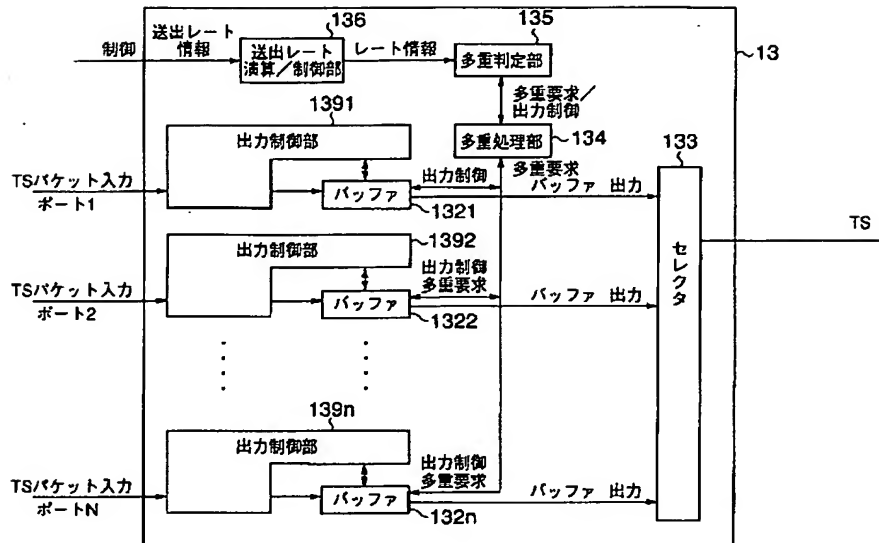 136
135
制御
送出レート
情報
送出レート
演算/制御部
レート情報
多重判定部
13
多重要求/
出力制御
1391
出力制御部
多重処理部
134
133
多重要求
TSパケット入力
ポート1
出力制御
バッファ
バッファ 出力
1321
1392
出力制御部
TSパケット入力
ポート2
出力制御
多重要求
バッファ
バッファ 出力
1322
セレクタ
TS
139n
出力制御部
TSパケット入力
ポートN
出力制御
多重要求
バッファ
バッファ 出力
132n